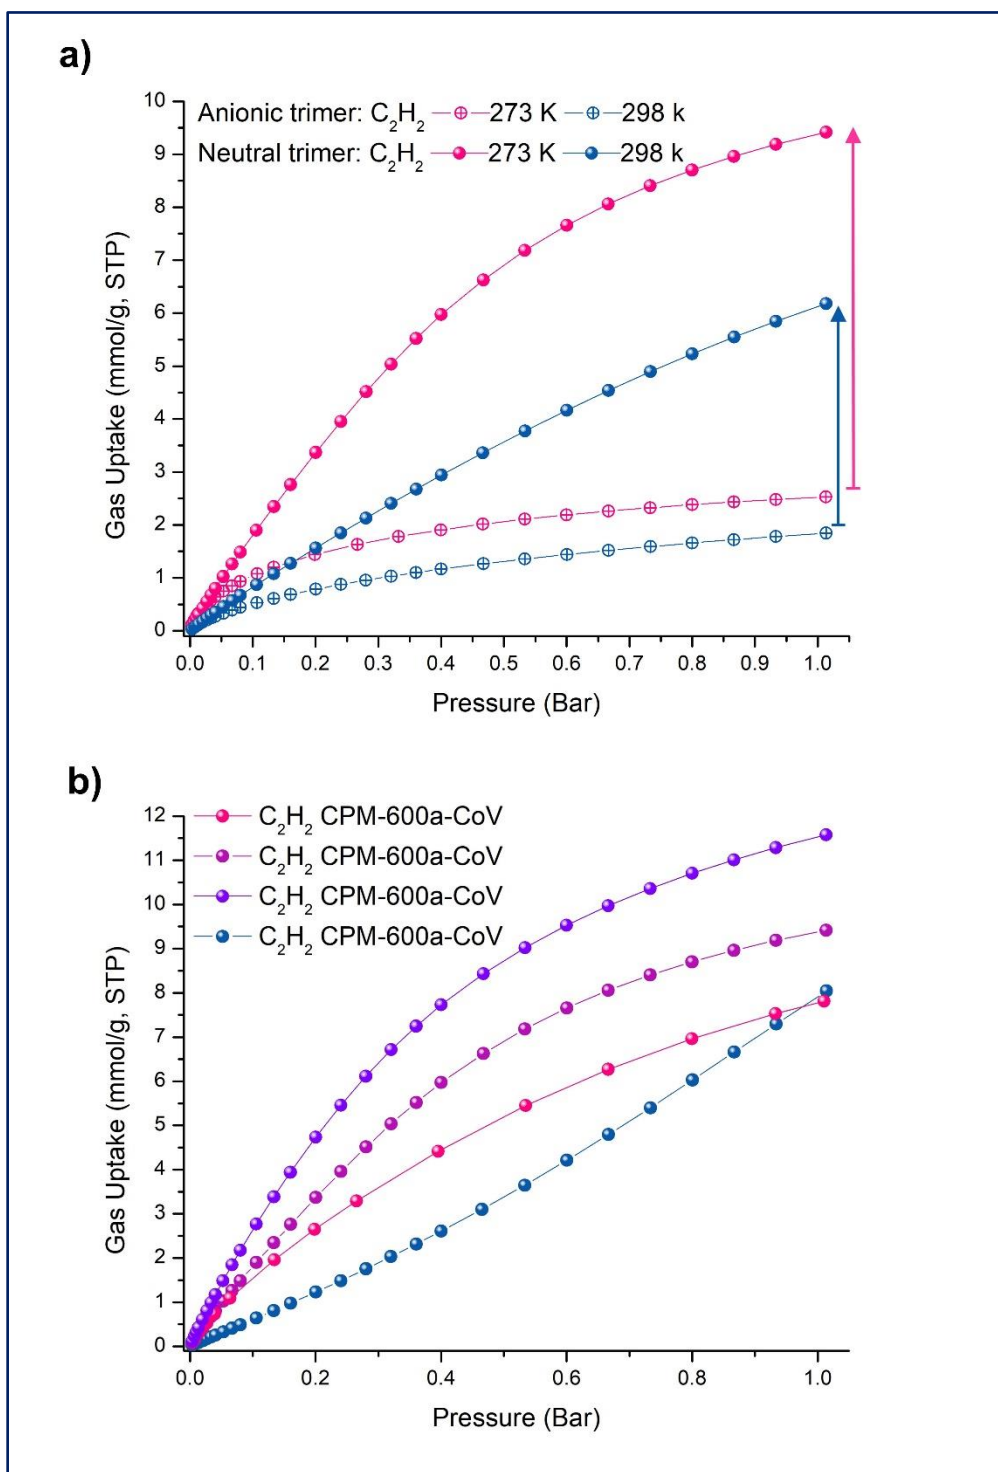 a)
Anionic trimer: C₂H₂ 273 K 298 k
Neutral trimer: C₂H₂ 273 K 298 k
Gas Uptake (mmol/g, STP)
10
9
8
7
6
5
4
3
2
1
0
0.0 0.1 0.2 0.3 0.4 0.5 0.6 0.7 0.8 0.9 1.0
Pressure (Bar)
b)
C₂H₂ CPM-600a-CoV
C₂H₂ CPM-600a-CoV
C₂H₂ CPM-600a-CoV
C₂H₂ CPM-600a-CoV
Gas Uptake (mmol/g, STP)
12
11
10
9
8
7
6
5
4
3
2
1
0
0.0 0.2 0.4 0.6 0.8 1.0
Pressure (Bar)